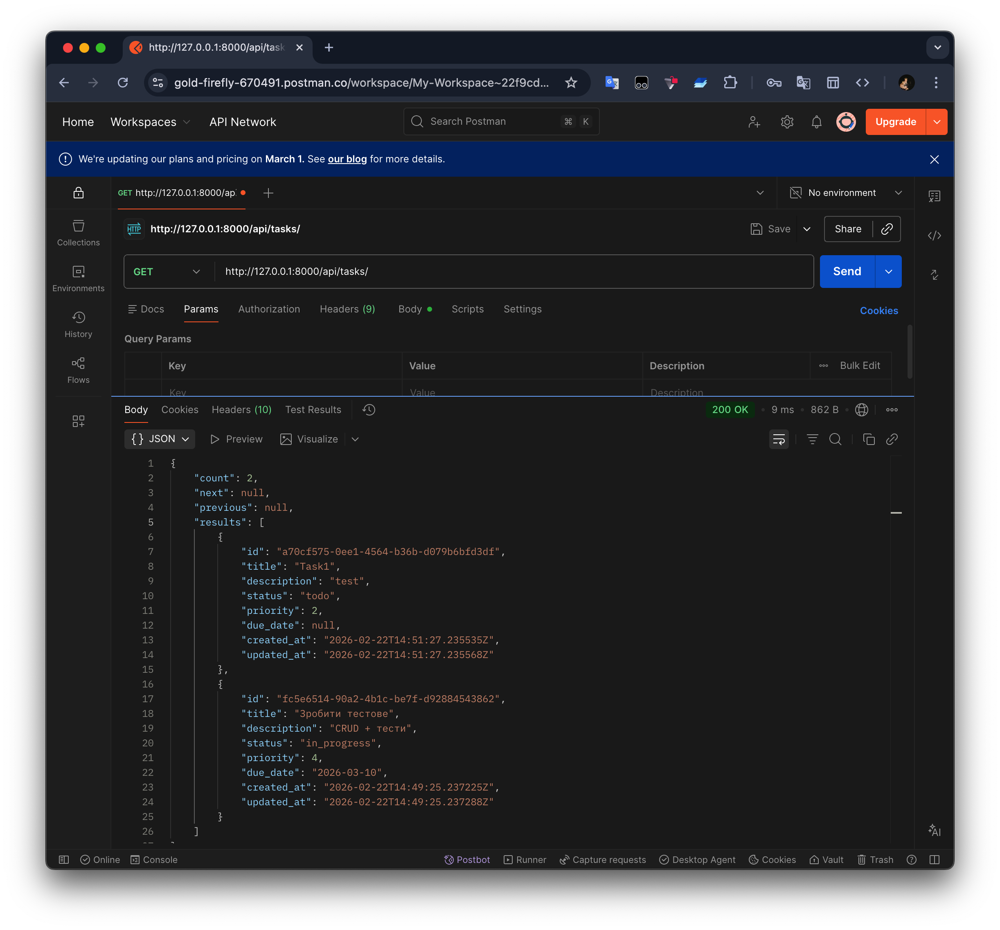 http://127.0.0.1:8000/api/task
gold-firefly-670491.postman.co/workspace/My-Workspace~22f9cd...
Home Workspaces API Network
Search Postman ⌘ K
Upgrade
We're updating our plans and pricing on March 1. See our blog for more details.
GET http://127.0.0.1:8000/ap
No environment
HTTP http://127.0.0.1:8000/api/tasks/
Save Share
Collections
Environments
History
Flows
GET http://127.0.0.1:8000/api/tasks/
Send
Docs Params Authorization Headers (9) Body Scripts Settings
Cookies
Query Params
Key Value Description Bulk Edit
Key Value Description
Body Cookies Headers (10) Test Results
200 OK • 9 ms • 862 B
{ } JSON Preview Visualize
1 {
2 "count": 2,
3 "next": null,
4 "previous": null,
5 "results": [
6 {
7 "id": "a70cf575-0ee1-4564-b36b-d079b6bfd3df",
8 "title": "Task1",
9 "description": "test",
10 "status": "todo",
11 "priority": 2,
12 "due_date": null,
13 "created_at": "2026-02-22T14:51:27.235535Z",
14 "updated_at": "2026-02-22T14:51:27.235568Z"
15 },
16 {
17 "id": "fc5e6514-90a2-4b1c-be7f-d92884543862",
18 "title": "Зробити тестове",
19 "description": "CRUD + тести",
20 "status": "in_progress",
21 "priority": 4,
22 "due_date": "2026-03-10",
23 "created_at": "2026-02-22T14:49:25.237225Z",
24 "updated_at": "2026-02-22T14:49:25.237288Z"
25 }
26 ]
AI
Online Console
Postbot Runner Capture requests Desktop Agent Cookies Vault Trash